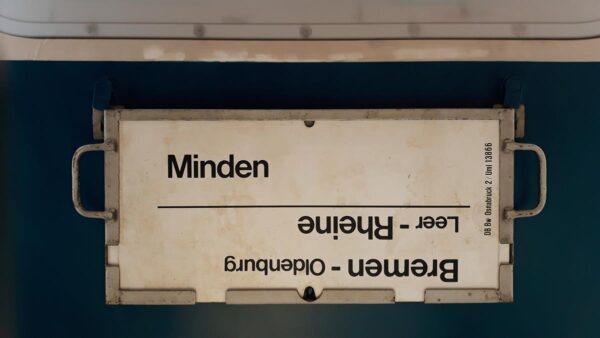 Minden
Bremen - Oldenburg
Leer - Rheine
DB Bw Osnabrück 2 / Uml 13866